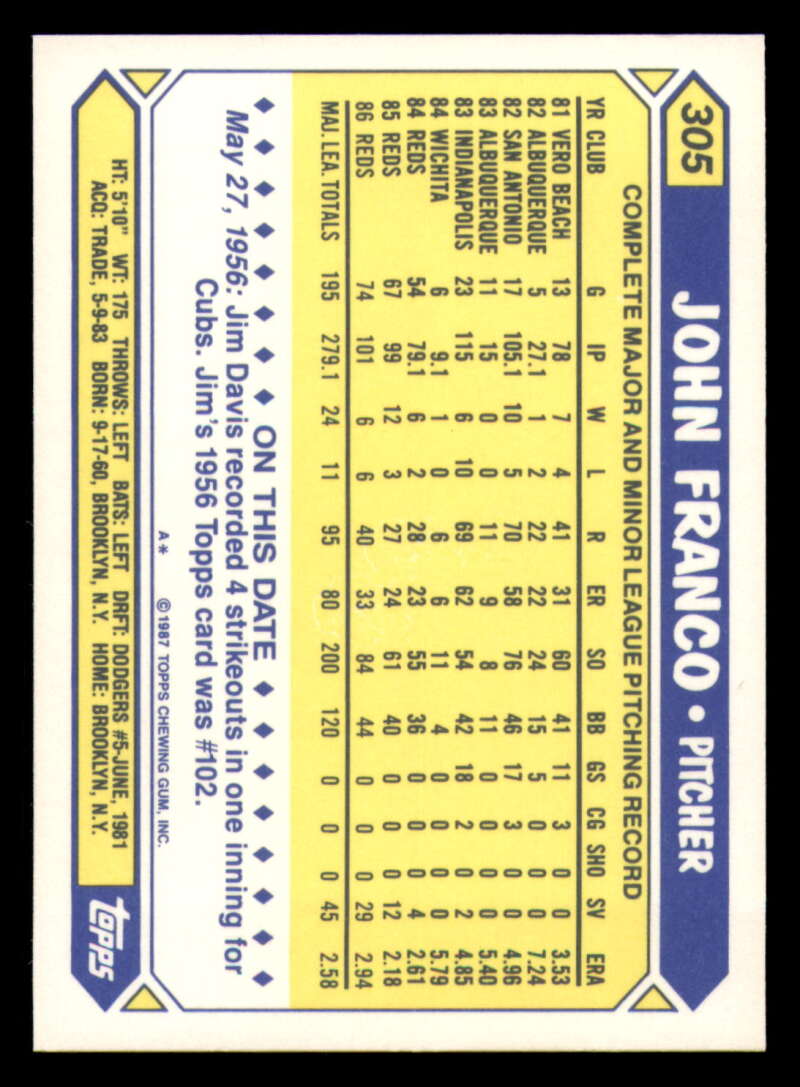 305
JOHN FRANCO • PITCHER
COMPLETE MAJOR AND MINOR LEAGUE PITCHING RECORD
YR CLUB G IP W L R ER SO BB GS CG SHO SV ERA
81 VERO BEACH 13 78 7 4 41 31 60 41 11 3 0 0 3.53
82 ALBUQUERQUE 5 27.1 1 2 22 22 24 15 5 0 0 0 7.24
82 SAN ANTONIO 17 105.1 10 5 70 58 76 46 17 3 0 0 4.96
83 ALBUQUERQUE 11 15 0 0 11 9 8 11 0 0 0 0 5.40
83 INDIANAPOLIS 23 115 6 10 69 62 54 42 18 2 0 2 4.85
84 WICHITA 6 9.1 1 0 6 6 11 4 0 0 0 0 5.79
84 REDS 54 79.1 6 2 28 23 55 36 0 0 0 4 2.61
85 REDS 67 99 12 3 27 24 61 40 0 0 0 12 2.18
86 REDS 74 101 6 6 40 33 84 44 0 0 0 29 2.94
MAJ. LEA. TOTALS 195 279.1 24 11 95 80 200 120 0 0 0 45 2.58
ON THIS DATE
May 27, 1956: Jim Davis recorded 4 strikeouts in one inning for
Cubs. Jim's 1956 Topps card was #102.
A* © 1987 TOPPS CHEWING GUM, INC.
HT: 5'10" WT: 175 THROWS: LEFT BATS: LEFT DRFT: DODGERS #5-JUNE, 1981
ACQ: TRADE, 5-9-83 BORN: 9-17-60, BROOKLYN, N.Y. HOME: BROOKLYN, N.Y.
topps